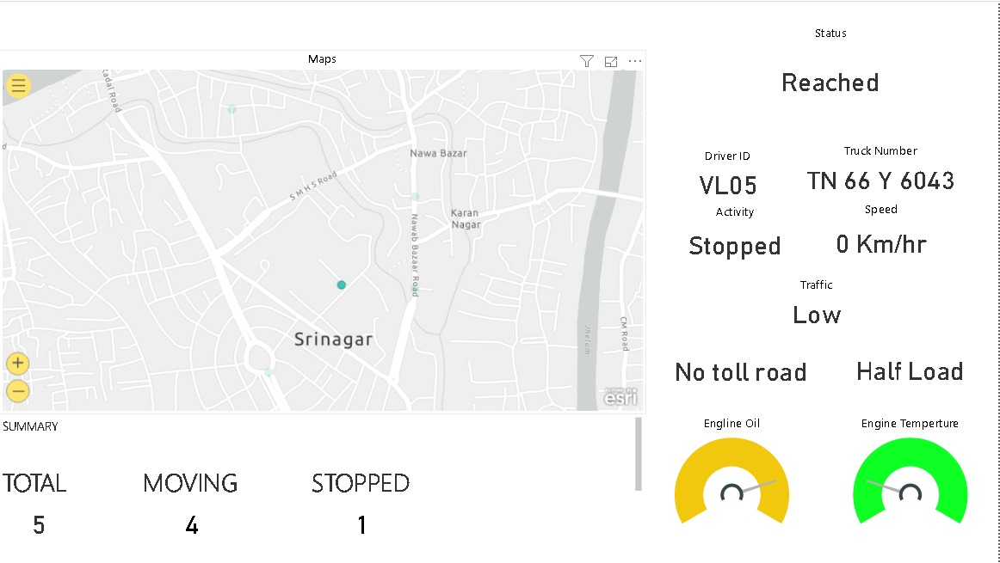 Maps
Kadal Road
Nawa Bazar
S M H S Road
Karan
Nagar
Nawab Bazaar Road
Srinagar
Jhelum
CM Road
esri
SUMMARY
TOTAL
MOVING
STOPPED
5
4
1
Status
Reached
Driver ID
Truck Number
VL05
TN 66 Y 6043
Activity
Speed
Stopped
0 Km/hr
Traffic
Low
No toll road
Half Load
Engline Oil
Engine Temperture